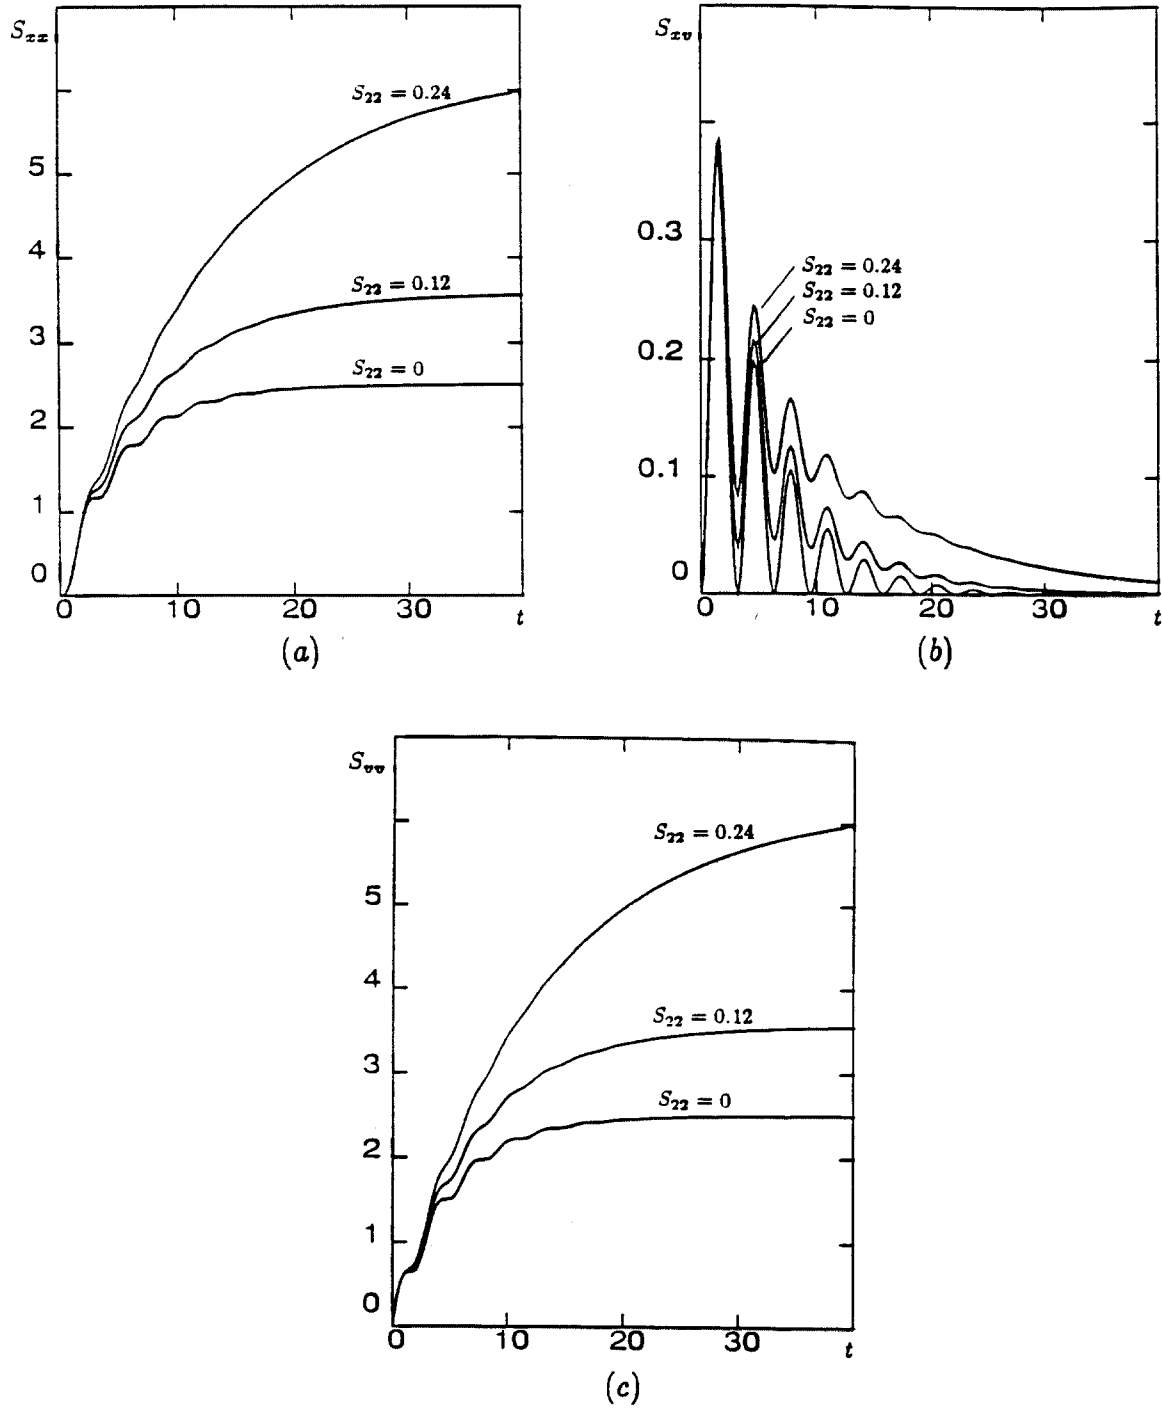 S_xx
S_22 = 0.24
5
4
S_22 = 0.12
3
S_22 = 0
2
1
0
0 10 20 30 t
(a)
S_xv
0.3
S_22 = 0.24
S_22 = 0.12
S_22 = 0
0.2
0.1
0
0 10 20 30 t
(b)
S_vv
S_22 = 0.24
5
4
S_22 = 0.12
3
S_22 = 0
2
1
0
0 10 20 30 t
(c)